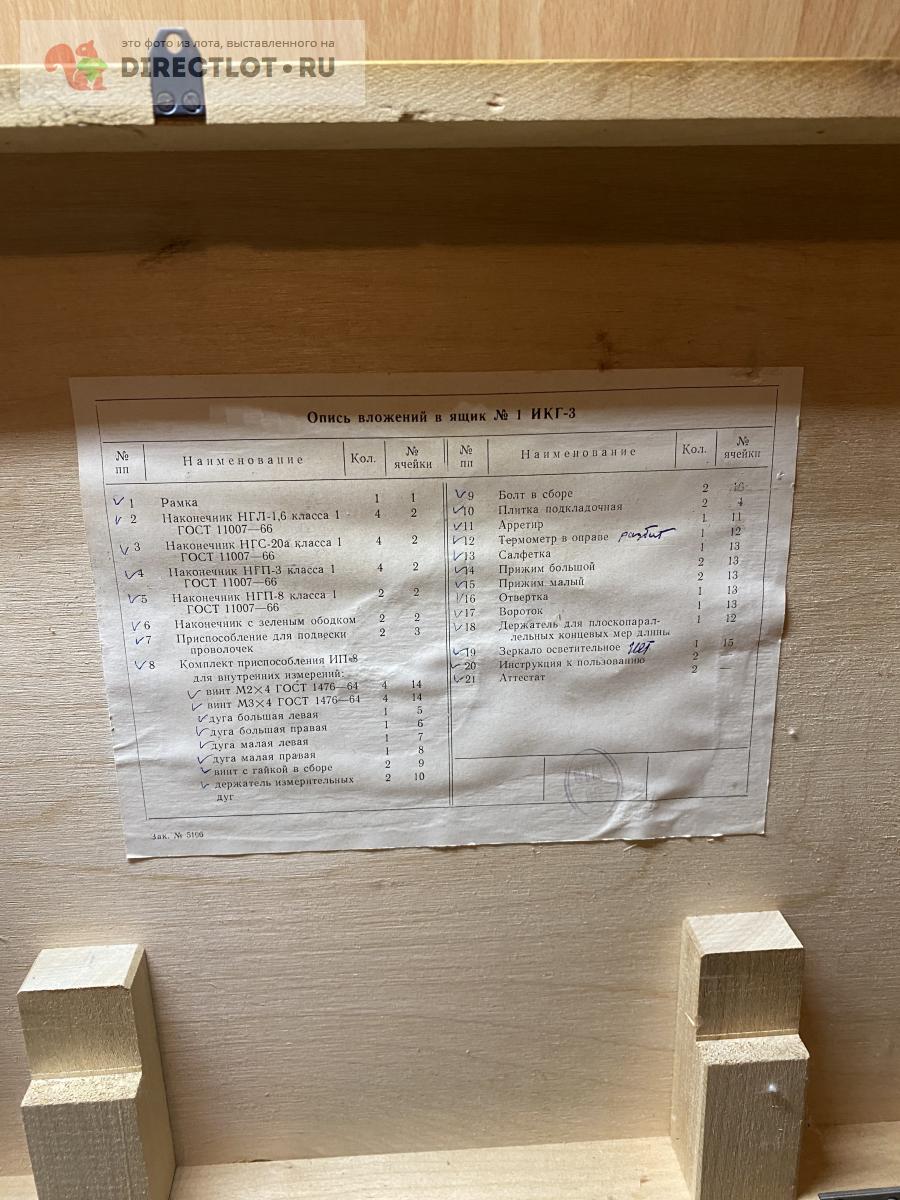 это фото из лота, выставленного на
DIRECTLOT.RU
Опись вложений в ящик № 1 ИКГ-3
№ пп Наименование Кол. № ячейки
1 Рамка 1 1
2 Наконечник НГЛ-1,6 класса 1 4 2
ГОСТ 11007—66
3 Наконечник НГС-20а класса 1 4 2
ГОСТ 11007—66
4 Наконечник НГП-3 класса 1 4 2
ГОСТ 11007—66
5 Наконечник НГП-8 класса 1 2 2
ГОСТ 11007—66
6 Наконечник с зеленым ободком 2 2
7 Приспособление для подвески 2 3
проволочек
8 Комплект приспособления ИП-8
для внутренних измерений:
винт М2×4 ГОСТ 1476—64 4 14
винт М3×4 ГОСТ 1476—64 4 14
дуга большая левая 1 5
дуга большая правая 1 6
дуга малая левая 1 7
дуга малая правая 1 8
винт с гайкой в сборе 2 9
держатель измерительных 2 10
дуг
№ пп Наименование Кол. № ячейки
9 Болт в сборе 2
10 Плитка подкладочная 2 4
11 Арретир 1 11
12 Термометр в оправе разбит 1 12
13 Салфетка 1 13
14 Прижим большой 2 13
15 Прижим малый 2 13
16 Отвертка 1 13
17 Вороток 1 13
18 Держатель для плоскопарал- 1 12
лельных концевых мер длины
19 Зеркало осветительное нет 1 15
20 Инструкция к пользованию 2 —
21 Аттестат 2 —
Зак. № 5106